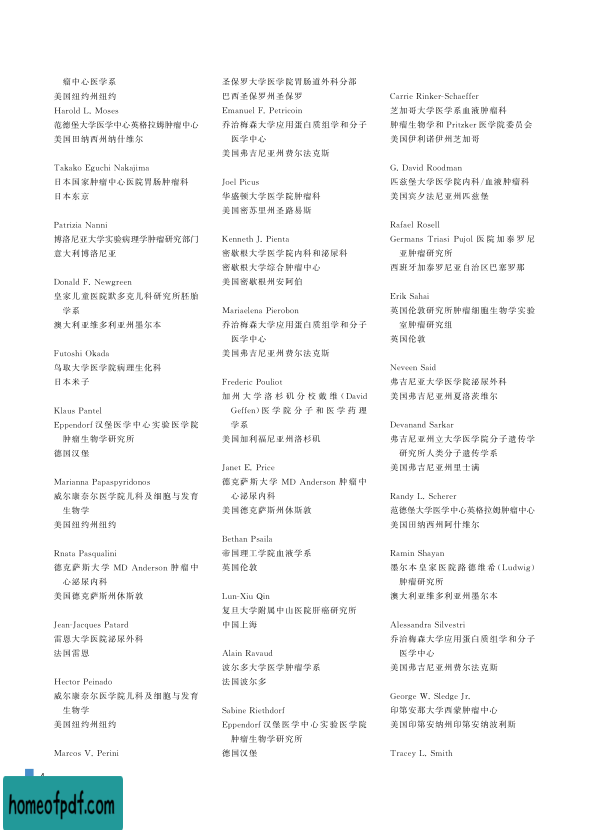 瘤中心医学系
美国纽约州纽约
Harold L. Moses
范德堡大学医学中心英格拉姆肿瘤中心
美国田纳西州纳什维尔
Takako Eguchi Nakajima
日本国家肿瘤中心医院胃肠肿瘤科
日本东京
Patrizia Nanni
博洛尼亚大学实验病理学肿瘤研究部门
意大利博洛尼亚
Donald F. Newgreen
皇家儿童医院默多克儿科研究所胚胎
学系
澳大利亚维多利亚州墨尔本
Futoshi Okada
鸟取大学医学院病理生化科
日本米子
Klaus Pantel
Eppendorf 汉堡医学中心实验医学院
肿瘤生物学研究所
德国汉堡
Marianna Papaspyridonos
威尔康奈尔医学院儿科及细胞与发育
生物学
美国纽约州纽约
Rnata Pasqualini
德克萨斯大学 MD Anderson 肿瘤中
心泌尿内科
美国德克萨斯州休斯敦
Jean-Jacques Patard
雷恩大学医院泌尿外科
法国雷恩
Hector Peinado
威尔康奈尔医学院儿科及细胞与发育
生物学
美国纽约州纽约
Marcos V. Perini
圣保罗大学医学院胃肠道外科分部
巴西圣保罗州圣保罗
Emanuel F. Petricoin
乔治梅森大学应用蛋白质组学和分子
医学中心
美国弗吉尼亚州费尔法克斯
Joel Picus
华盛顿大学医学院肿瘤科
美国密苏里州圣路易斯
Kenneth J. Pienta
密歇根大学医学院内科和泌尿科
密歇根大学综合肿瘤中心
美国密歇根州安阿伯
Mariaelena Pierobon
乔治梅森大学应用蛋白质组学和分子
医学中心
美国弗吉尼亚州费尔法克斯
Frederic Pouliot
加州大学洛杉矶分校戴维(David
Geffen)医学院分子和医学药理
学系
美国加利福尼亚州洛杉矶
Janet E. Price
德克萨斯大学 MD Anderson 肿瘤中
心泌尿内科
美国德克萨斯州休斯敦
Bethan Psaila
帝国理工学院血液学系
英国伦敦
Lun-Xiu Qin
复旦大学附属中山医院肝癌研究所
中国上海
Alain Ravaud
波尔多大学医学肿瘤学系
法国波尔多
Sabine Riethdorf
Eppendorf 汉堡医学中心实验医学院
肿瘤生物学研究所
德国汉堡
Carrie Rinker-Schaeffer
芝加哥大学医学系血液肿瘤科
肿瘤生物学和 Pritzker 医学院委员会
美国伊利诺伊州芝加哥
G. David Roodman
匹兹堡大学医学院内科/血液肿瘤科
美国宾夕法尼亚州匹兹堡
Rafael Rosell
Germans Triasi Pujol 医院加泰罗尼
亚肿瘤研究所
西班牙加泰罗尼亚自治区巴塞罗那
Erik Sahai
英国伦敦研究所肿瘤细胞生物学实验
室肿瘤研究组
英国伦敦
Neveen Said
弗吉尼亚大学医学院泌尿外科
美国弗吉尼亚州夏洛茨维尔
Devanand Sarkar
弗吉尼亚州立大学医学院分子遗传学
研究所人类分子遗传学系
美国弗吉尼亚州里士满
Randy L. Scherer
范德堡大学医学中心英格拉姆肿瘤中心
美国田纳西州阿什维尔
Ramin Shayan
墨尔本皇家医院路德维希(Ludwig)
肿瘤研究所
澳大利亚维多利亚州墨尔本
Alessandra Silvestri
乔治梅森大学应用蛋白质组学和分子
医学中心
美国弗吉尼亚州费尔法克斯
George W. Sledge Jr.
印第安那大学西蒙肿瘤中心
美国印第安纳州印第安纳波利斯
Tracey L. Smith
homeofpdf.com